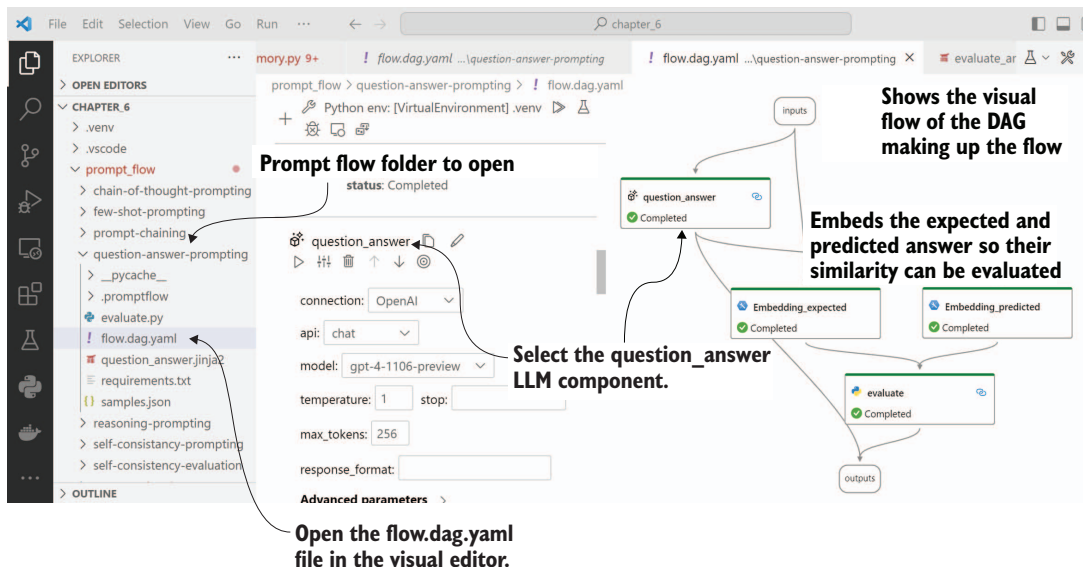 File Edit Selection View Go Run ··· chapter_6
EXPLORER ···
OPEN EDITORS
CHAPTER_6
.venv
.vscode
prompt_flow
chain-of-thought-prompting
few-shot-prompting
prompt-chaining
question-answer-prompting
__pycache__
.promptflow
evaluate.py
! flow.dag.yaml
question_answer.jinja2
requirements.txt
{} samples.json
reasoning-prompting
self-consistancy-prompting
self-consistency-evaluation
OUTLINE
mory.py 9+ ! flow.dag.yaml ...\question-answer-prompting ! flow.dag.yaml ...\question-answer-prompting × evaluate_ar
prompt_flow > question-answer-prompting > ! flow.dag.yaml
Python env: [VirtualEnvironment] .venv
Prompt flow folder to open
status: Completed
question_answer
connection: OpenAI
api: chat
model: gpt-4-1106-preview
temperature: 1 stop:
max_tokens: 256
response_format:
Advanced parameters >
Select the question_answer
LLM component.
Open the flow.dag.yaml
file in the visual editor.
Shows the visual
flow of the DAG
making up the flow
inputs
question_answer
Completed
Embeds the expected and
predicted answer so their
similarity can be evaluated
Embedding_expected
Completed
Embedding_predicted
Completed
evaluate
Completed
outputs